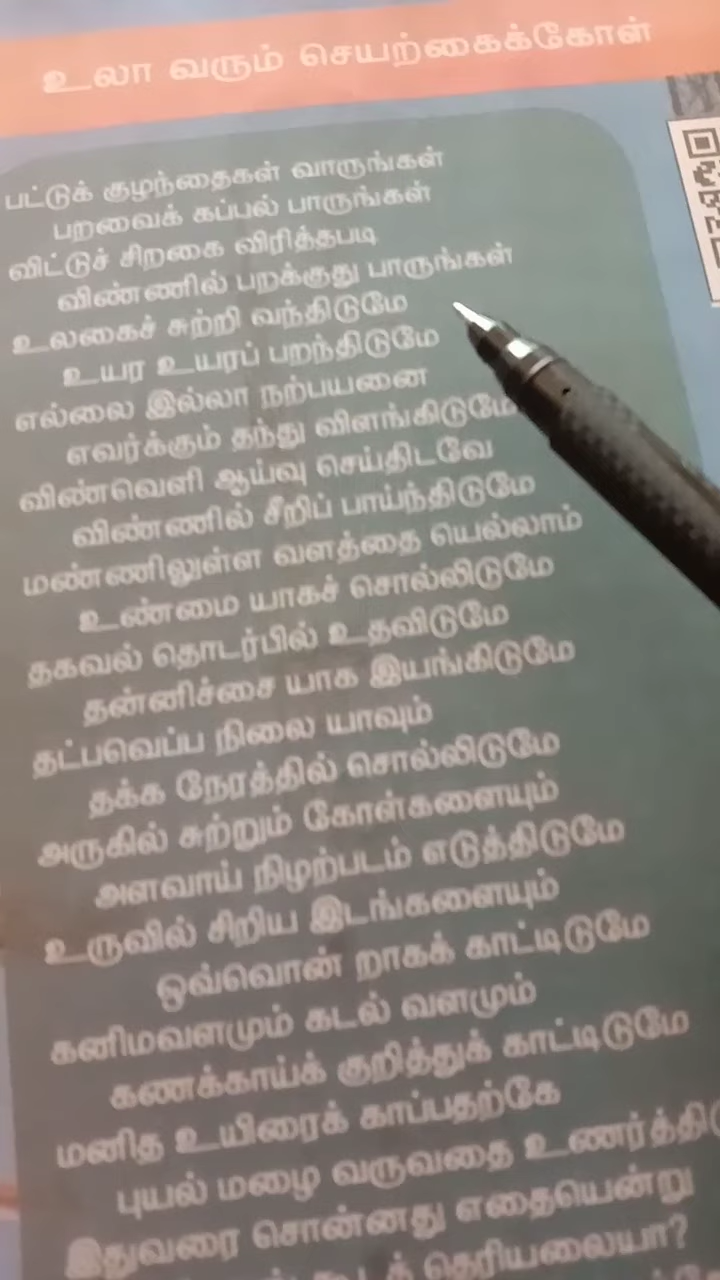 உலா வரும் செயற்கைக்கோள்
பட்டுக் குழந்தைகள் வாருங்கள்
பறவைக் கப்பல் பாருங்கள்
விட்டுச் சிறகை விரித்தபடி
விண்ணில் பறக்குது பாருங்கள்
உலகைச் சுற்றி வந்திடுமே
உயர உயரப் பறந்திடுமே
எல்லை இல்லா நற்பயனை
எவர்க்கும் தந்து விளங்கிடுமே
விண்வெளி ஆய்வு செய்திடவே
விண்ணில் சீறிப் பாய்ந்திடுமே
மண்ணிலுள்ள வளத்தை யெல்லாம்
உண்மை யாகச் சொல்லிடுமே
தகவல் தொடர்பில் உதவிடுமே
தன்னிச்சை யாக இயங்கிடுமே
தட்பவெப்ப நிலை யாவும்
தக்க நேரத்தில் சொல்லிடுமே
அருகில் சுற்றும் கோள்களையும்
அளவாய் நிழற்படம் எடுத்திடுமே
உருவில் சிறிய இடங்களையும்
ஒவ்வொன் றாகக் காட்டிடுமே
கனிமவளமும் கடல் வளமும்
கணக்காய்க் குறித்துக் காட்டிடுமே
மனித உயிரைக் காப்பதற்கே
புயல் மழை வருவதை
இதுவரை சொன்னது எதையென்று
தெரியலையா?